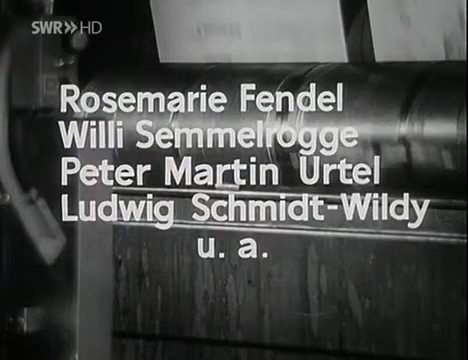 SWR» HD
Rosemarie Fendel
Willi Semmelrogge
Peter Martin Urtel
Ludwig Schmidt-Wildy
u. a.